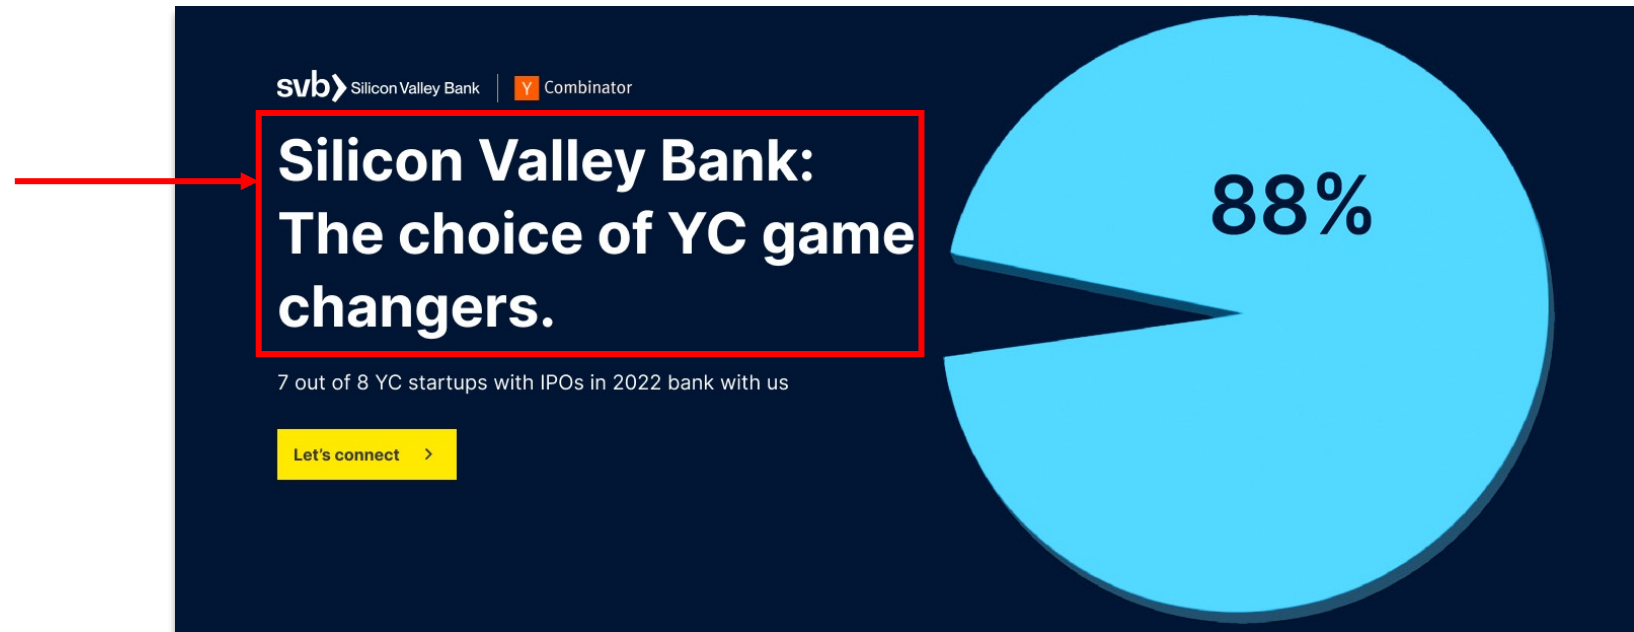 svb Silicon Valley Bank Y Combinator
Silicon Valley Bank:
The choice of YC game
changers.
7 out of 8 YC startups with IPOs in 2022 bank with us
Let's connect
88%